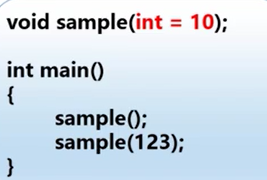 void sample(int = 10);
int main()
{
sample();
sample(123);
}